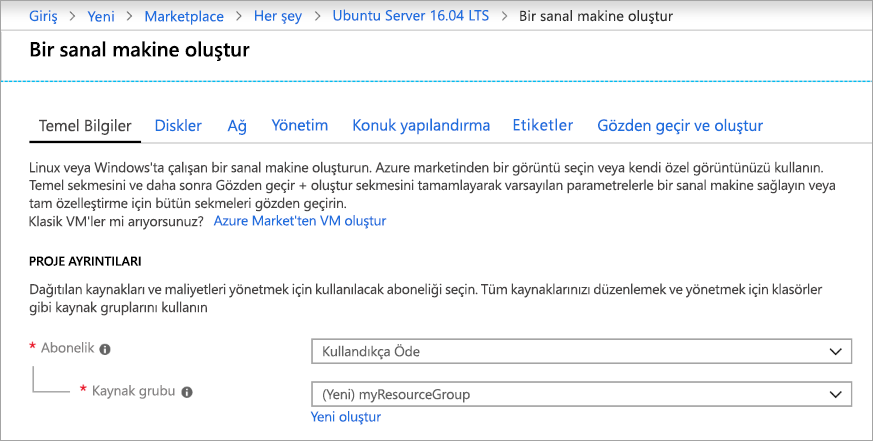 Giriş > Yeni > Marketplace > Her şey > Ubuntu Server 16.04 LTS > Bir sanal makine oluştur
Bir sanal makine oluştur
Temel Bilgiler Diskler Ağ Yönetim Konuk yapılandırma Etiketler Gözden geçir ve oluştur
Linux veya Windows'ta çalışan bir sanal makine oluşturun. Azure marketinden bir görüntü seçin veya kendi özel görüntünüzü kullanın.
Temel sekmesini ve daha sonra Gözden geçir + oluştur sekmesini tamamlayarak varsayılan parametrelerle bir sanal makine sağlayın veya
tam özelleştirme için bütün sekmeleri gözden geçirin.
Klasik VM'ler mi arıyorsunuz? Azure Market'ten VM oluştur
PROJE AYRINTILARI
Dağıtılan kaynakları ve maliyetleri yönetmek için kullanılacak aboneliği seçin. Tüm kaynaklarınızı düzenlemek ve yönetmek için klasörler
gibi kaynak gruplarını kullanın
* Abonelik Kullandıkça Öde
* Kaynak grubu (Yeni) myResourceGroup
Yeni oluştur